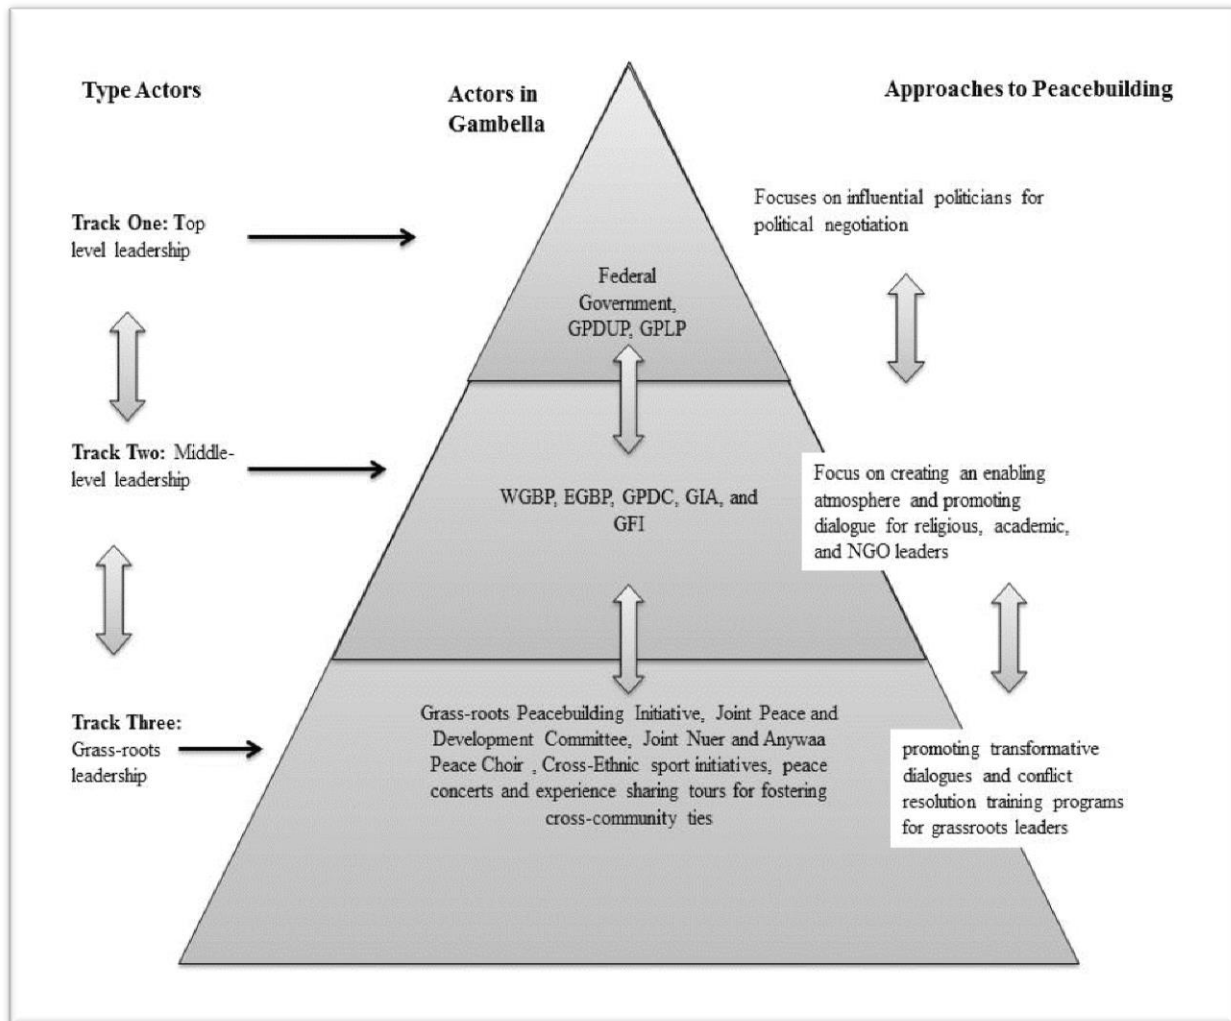 Type Actors
Actors in
Gambella
Approaches to Peacebuilding
Track One: Top
level leadership
Federal
Government,
GPDUP, GPLP
Focuses on influential politicians for
political negotiation
Track Two: Middle-
level leadership
WGBP, EGBP, GPDC, GIA, and
GFI
Focus on creating an enabling
atmosphere and promoting
dialogue for religious, academic,
and NGO leaders
Track Three:
Grass-roots
leadership
Grass-roots Peacebuilding Initiative, Joint Peace and
Development Committee, Joint Nuer and Anywaa
Peace Choir , Cross-Ethnic sport initiatives, peace
concerts and experience sharing tours for fostering
cross-community ties
promoting transformative
dialogues and conflict
resolution training programs
for grassroots leaders